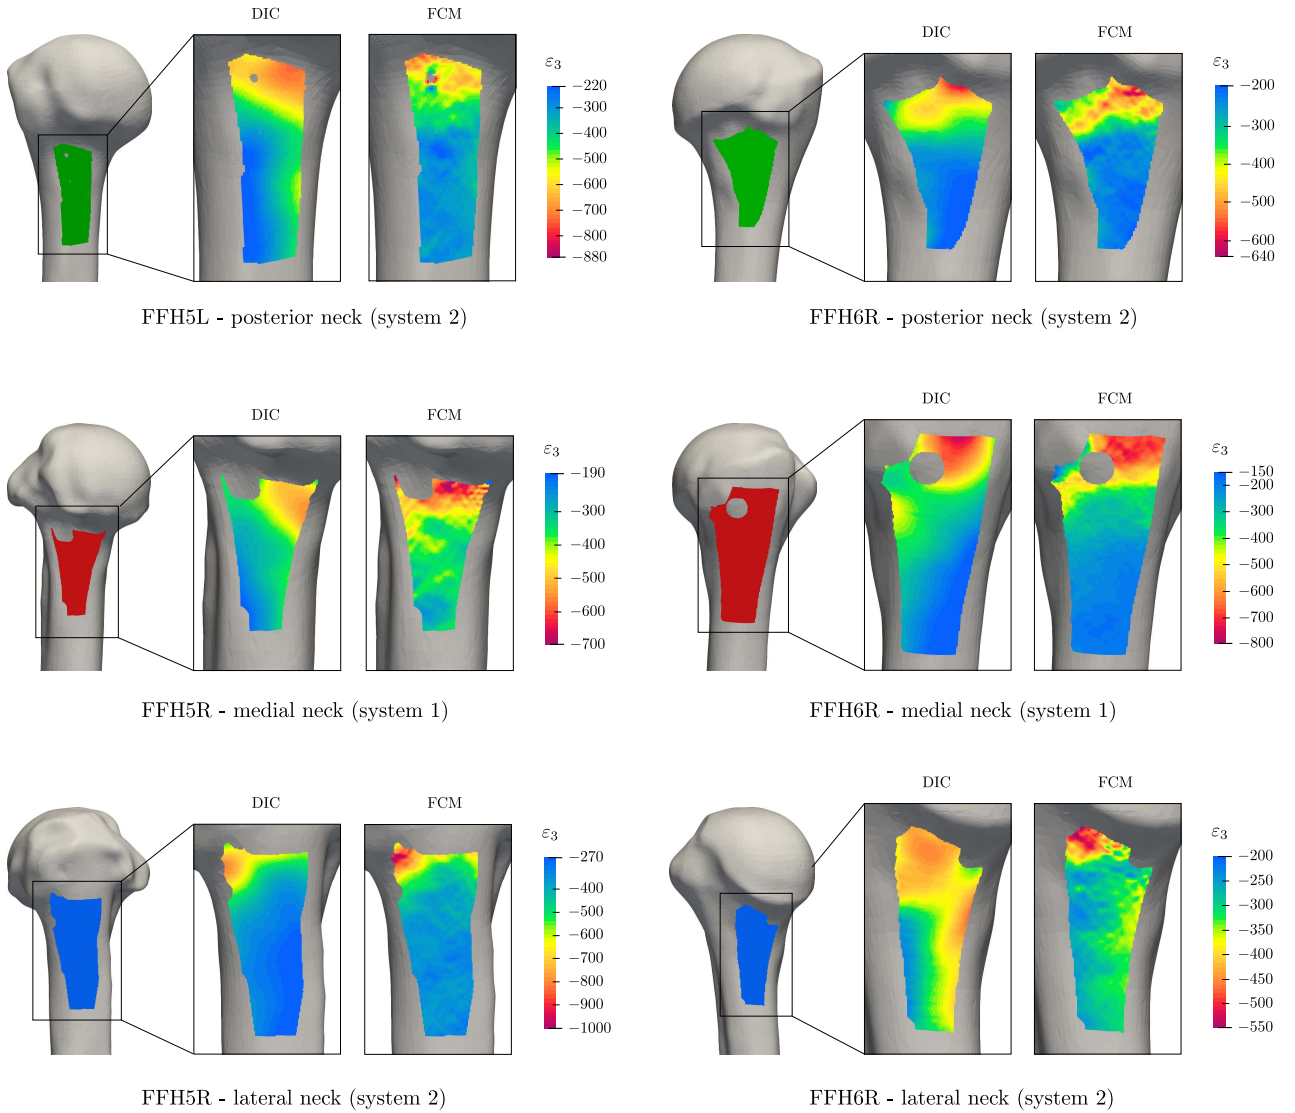 DIC FCM
ε₃
−220
−300
−400
−500
−600
−700
−800
−880
FFH5L - posterior neck (system 2)
DIC FCM
ε₃
−200
−300
−400
−500
−600
−640
FFH6R - posterior neck (system 2)
DIC FCM
ε₃
−190
−300
−400
−500
−600
−700
FFH5R - medial neck (system 1)
DIC FCM
ε₃
−150
−200
−300
−400
−500
−600
−700
−800
FFH6R - medial neck (system 1)
DIC FCM
ε₃
−270
−400
−500
−600
−700
−800
−900
−1000
FFH5R - lateral neck (system 2)
DIC FCM
ε₃
−200
−250
−300
−350
−400
−450
−500
−550
FFH6R - lateral neck (system 2)